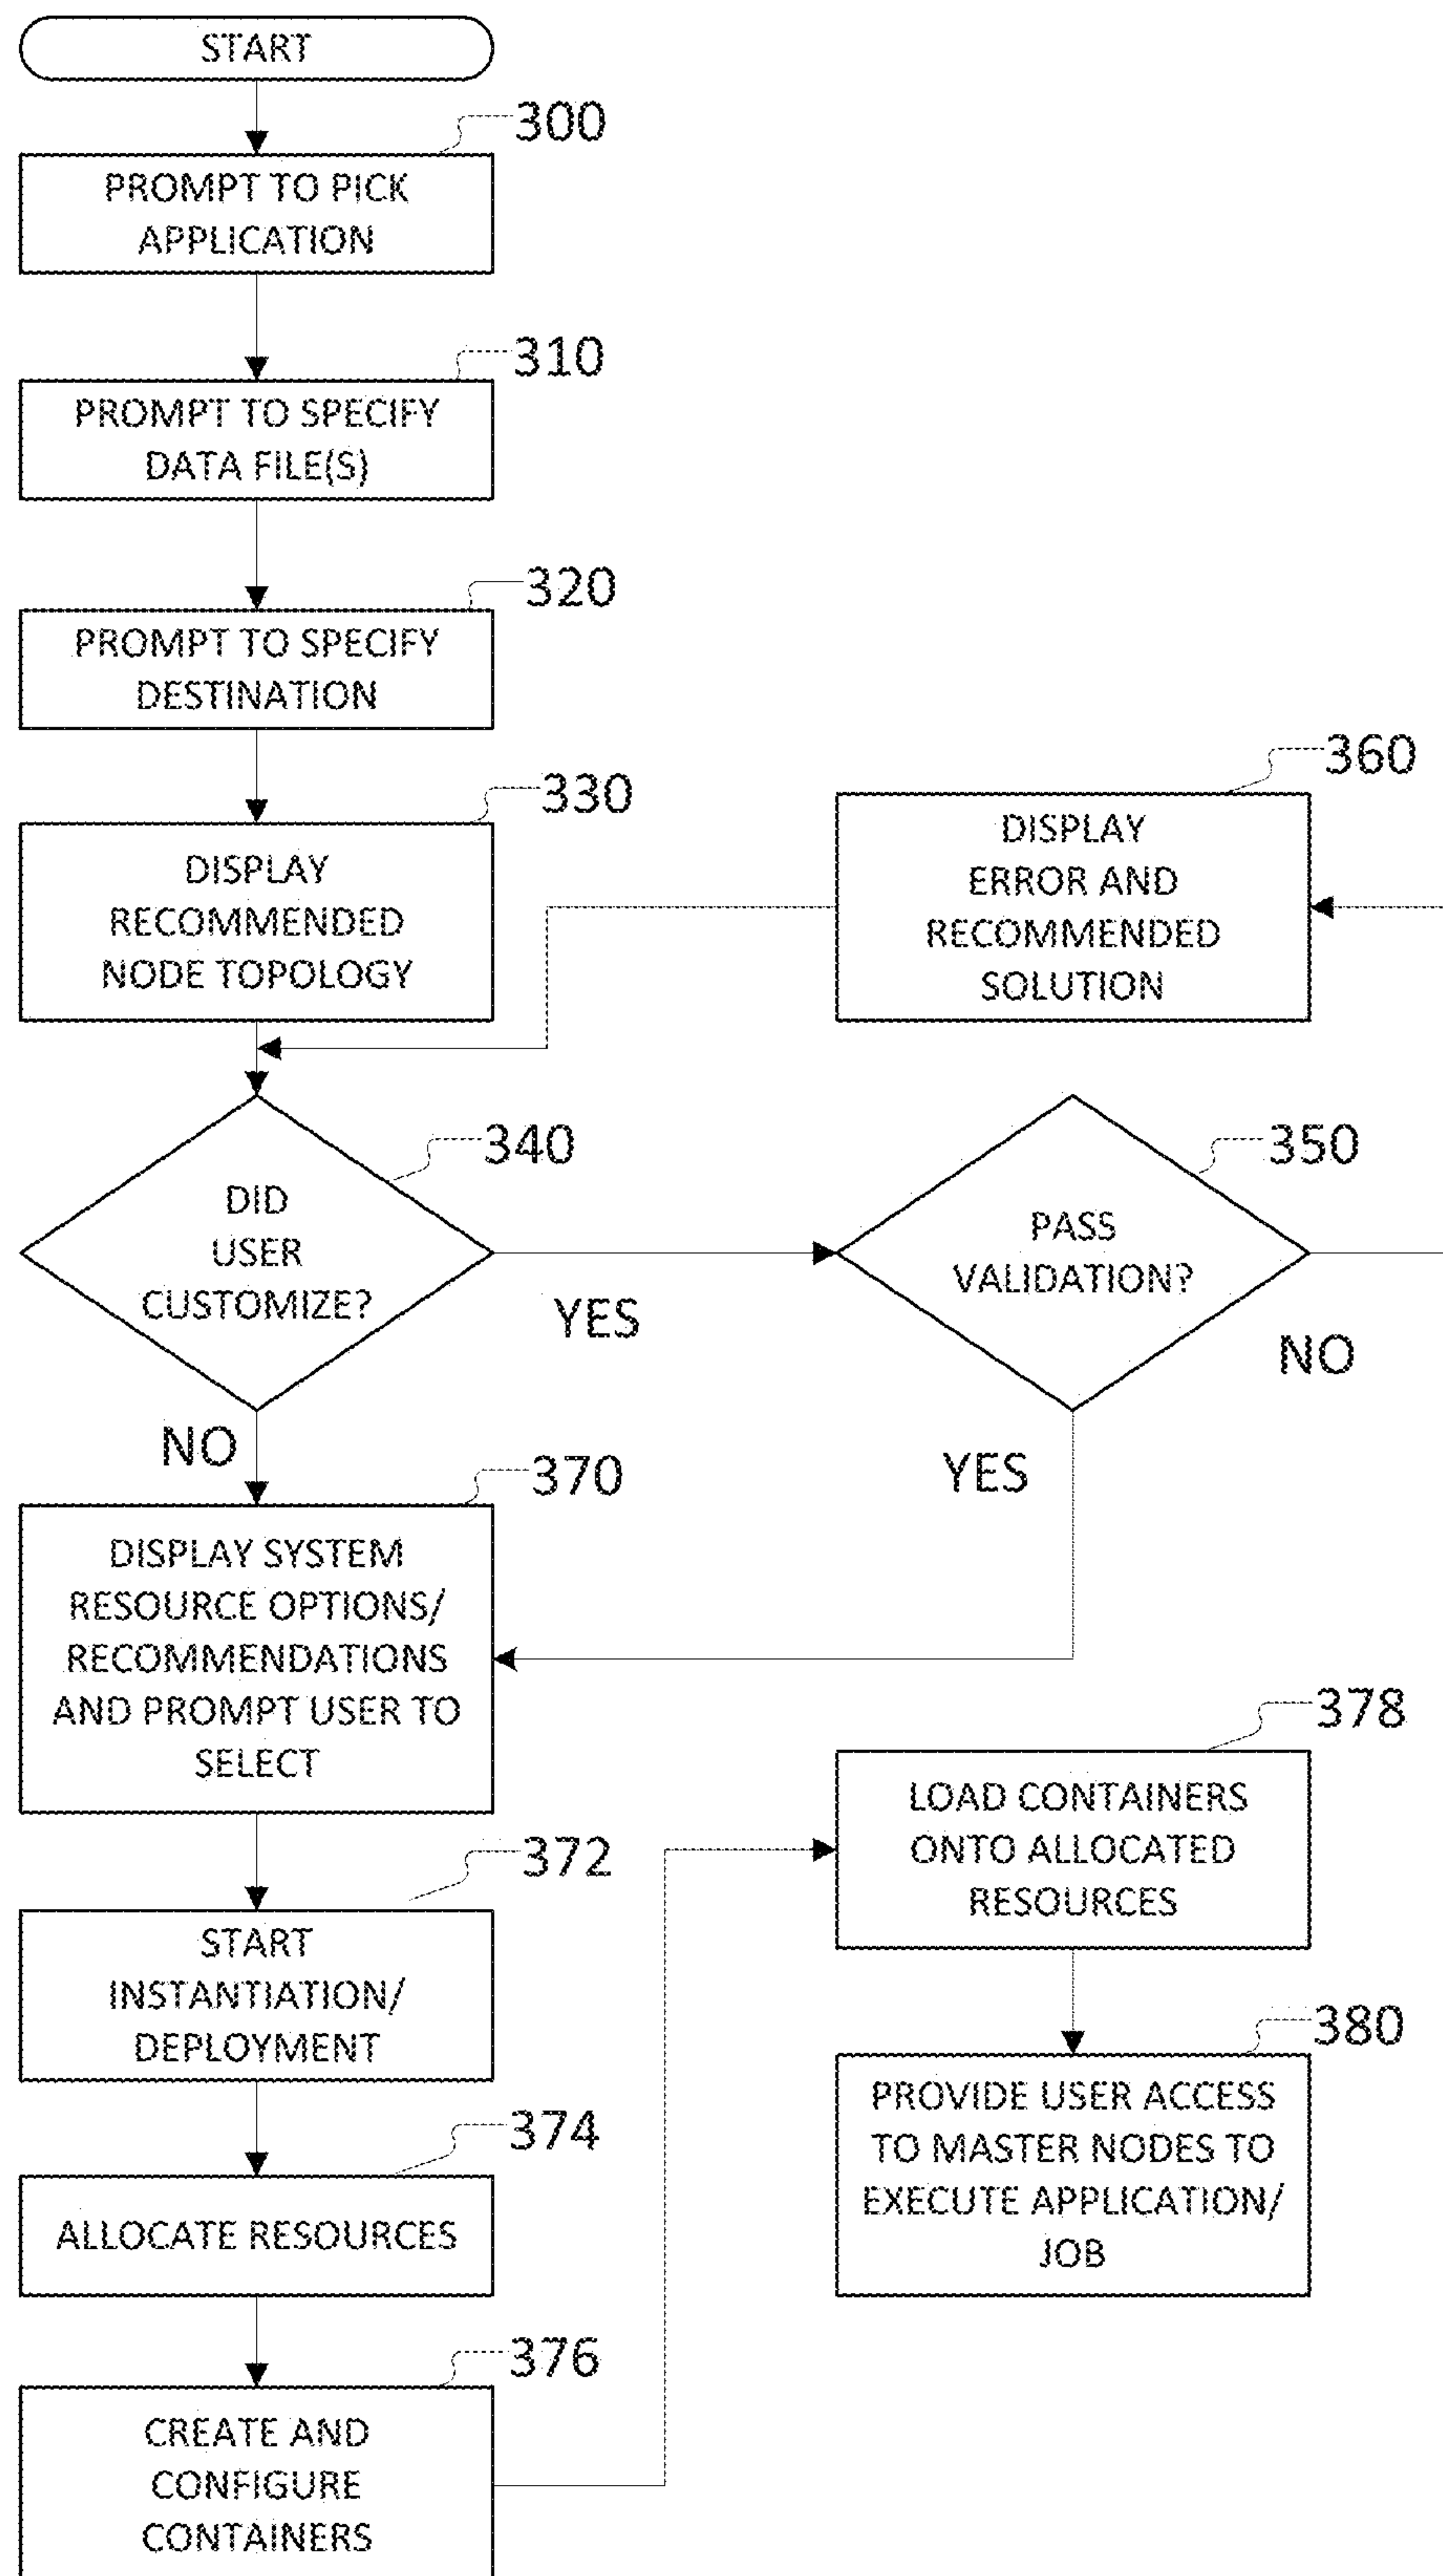 START
300
PROMPT TO PICK
APPLICATION
310
PROMPT TO SPECIFY
DATA FILE(S)
320
PROMPT TO SPECIFY
DESTINATION
330
DISPLAY
RECOMMENDED
NODE TOPOLOGY
360
DISPLAY
ERROR AND
RECOMMENDED
SOLUTION
340
DID
USER
CUSTOMIZE?
YES
NO
350
PASS
VALIDATION?
NO
YES
370
DISPLAY SYSTEM
RESOURCE OPTIONS/
RECOMMENDATIONS
AND PROMPT USER TO
SELECT
372
START
INSTANTIATION/
DEPLOYMENT
374
ALLOCATE RESOURCES
376
CREATE AND
CONFIGURE
CONTAINERS
378
LOAD CONTAINERS
ONTO ALLOCATED
RESOURCES
380
PROVIDE USER ACCESS
TO MASTER NODES TO
EXECUTE APPLICATION/
JOB